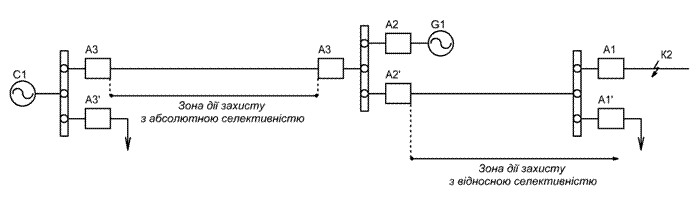 A2 G1
A3 A3 A1 K2
C1
A3' A2' A1'
Зона дії захисту
з абсолютною селективністю
Зона дії захисту
з відносною селективністю